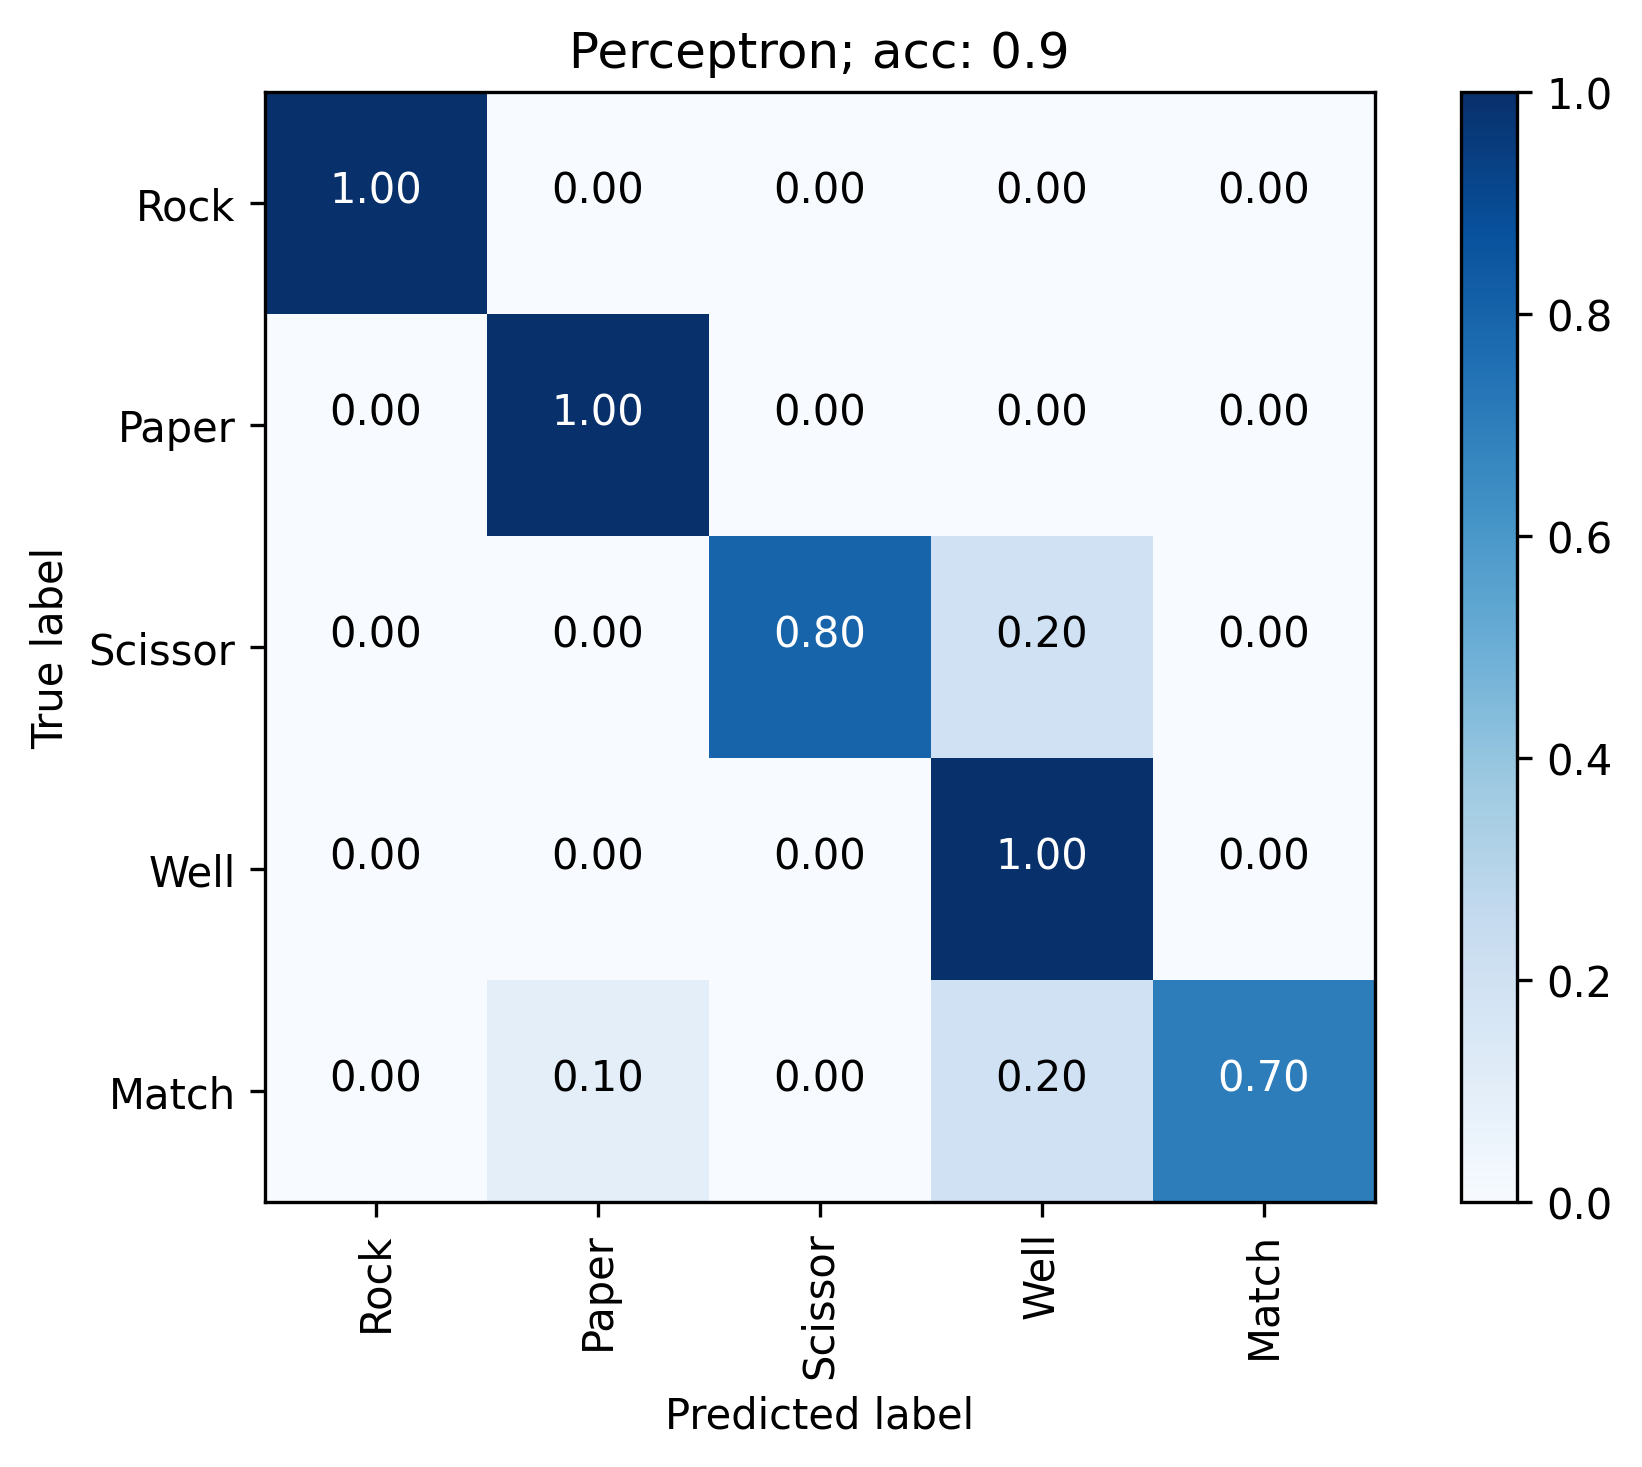 Perceptron; acc: 0.9
True label
Rock 1.00 0.00 0.00 0.00 0.00
Paper 0.00 1.00 0.00 0.00 0.00
Scissor 0.00 0.00 0.80 0.20 0.00
Well 0.00 0.00 0.00 1.00 0.00
Match 0.00 0.10 0.00 0.20 0.70
Rock Paper Scissor Well Match
Predicted label
1.0
0.8
0.6
0.4
0.2
0.0